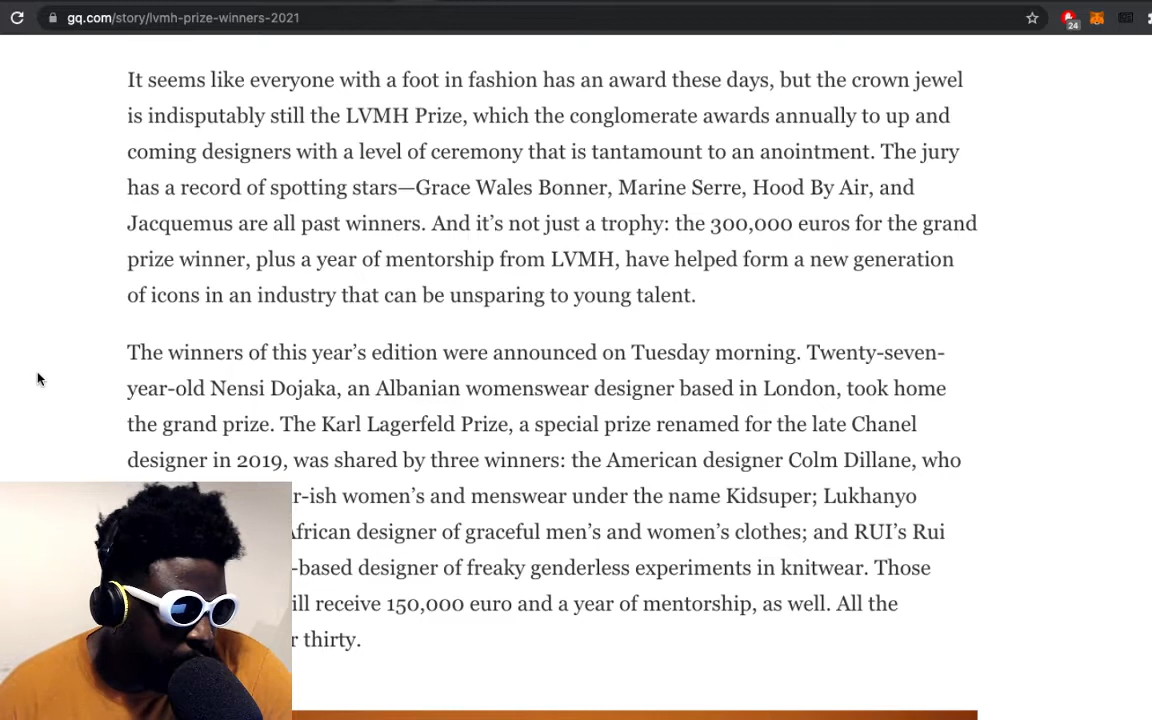 gq.com/story/lvmh-prize-winners-2021
24
It seems like everyone with a foot in fashion has an award these days, but the crown jewel
is indisputably still the LVMH Prize, which the conglomerate awards annually to up and
coming designers with a level of ceremony that is tantamount to an anointment. The jury
has a record of spotting stars—Grace Wales Bonner, Marine Serre, Hood By Air, and
Jacquemus are all past winners. And it’s not just a trophy: the 300,000 euros for the grand
prize winner, plus a year of mentorship from LVMH, have helped form a new generation
of icons in an industry that can be unsparing to young talent.
The winners of this year’s edition were announced on Tuesday morning. Twenty-seven-
year-old Nensi Dojaka, an Albanian womenswear designer based in London, took home
the grand prize. The Karl Lagerfeld Prize, a special prize renamed for the late Chanel
designer in 2019, was shared by three winners: the American designer Colm Dillane, who
r-ish women’s and menswear under the name Kidsuper; Lukhanyo
African designer of graceful men’s and women’s clothes; and RUI’s Rui
-based designer of freaky genderless experiments in knitwear. Those
ill receive 150,000 euro and a year of mentorship, as well. All the
r thirty.